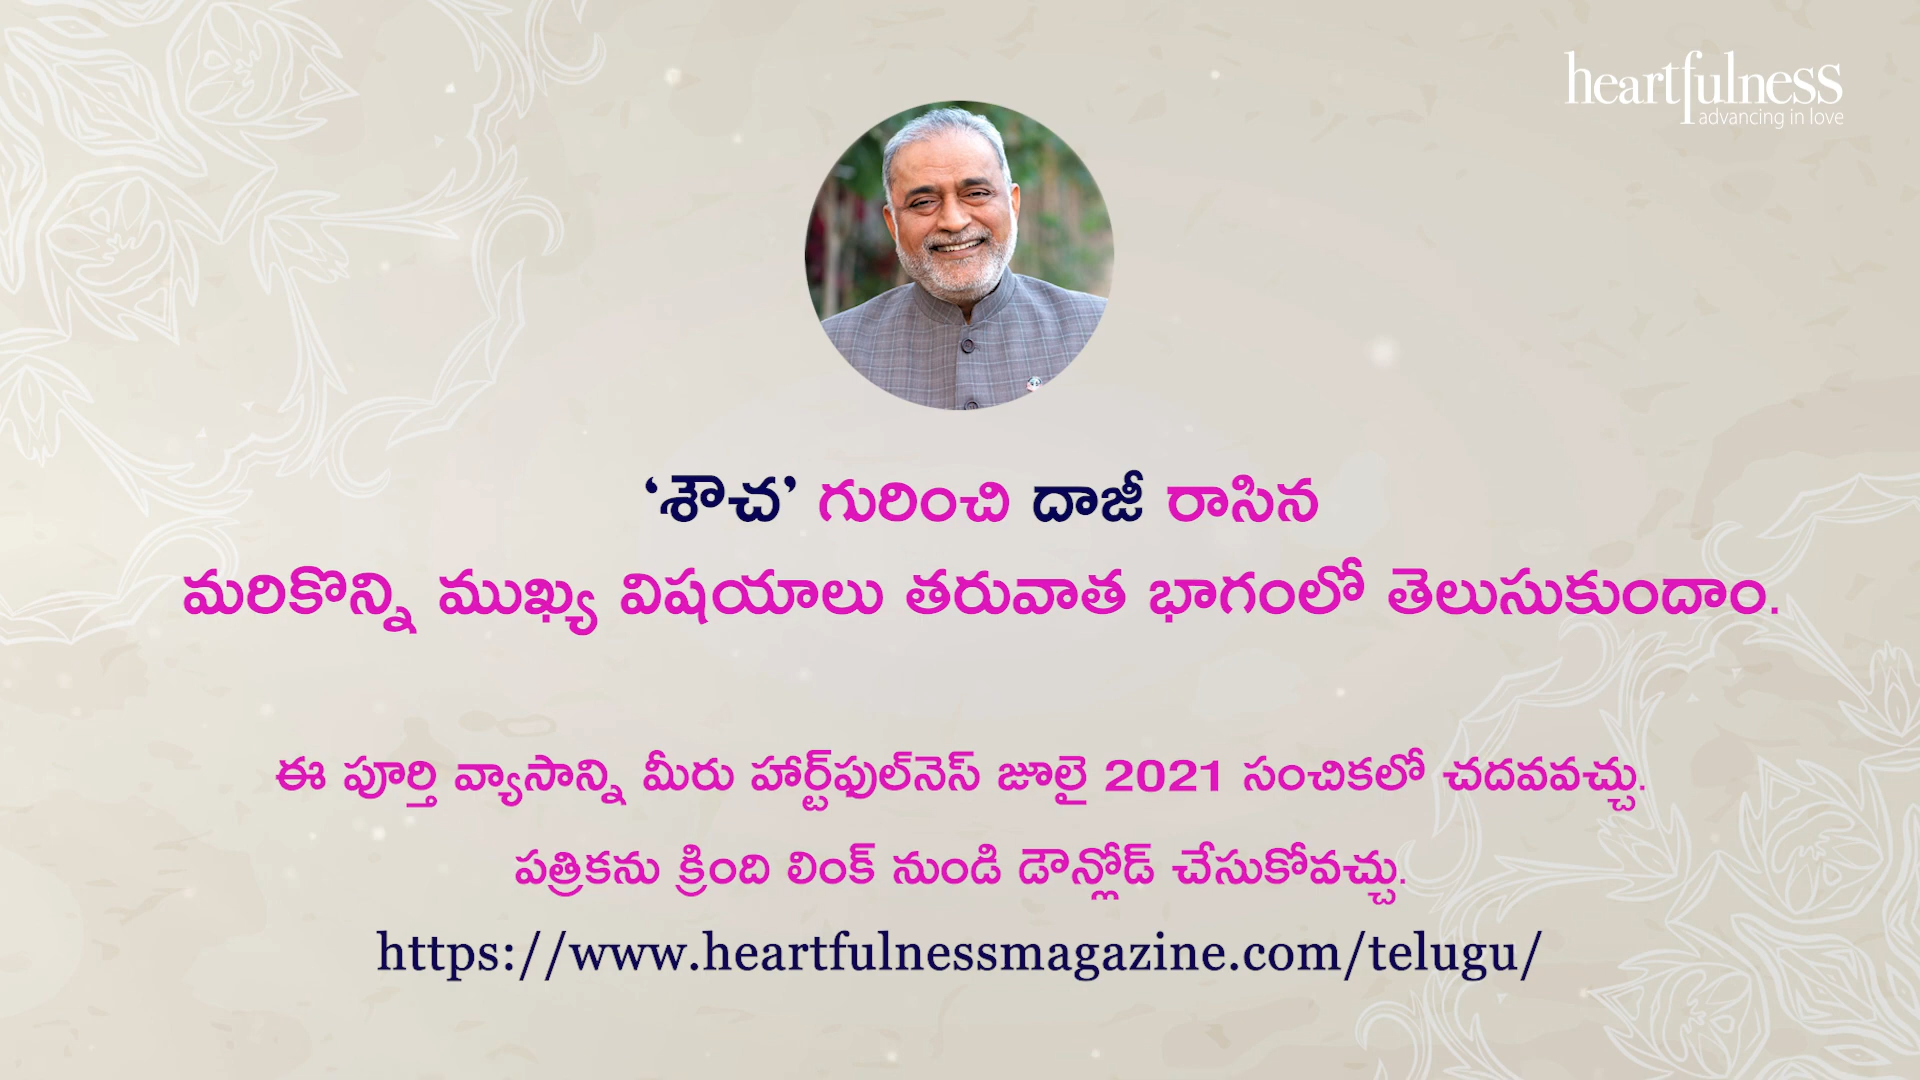 heartfulness
advancing in love
‘శౌచ’ గురించి దాజీ రాసిన
మరికొన్ని ముఖ్య విషయాలు తరువాత భాగంలో తెలుసుకుందాం.
ఈ పూర్తి వ్యాసాన్ని మీరు హార్ట్‌ఫుల్‌నెస్ జూలై 2021 సంచికలో చదవవచ్చు.
పత్రికను క్రింది లింక్ నుండి డౌన్లోడ్ చేసుకోవచ్చు.
https://www.heartfulnessmagazine.com/telugu/